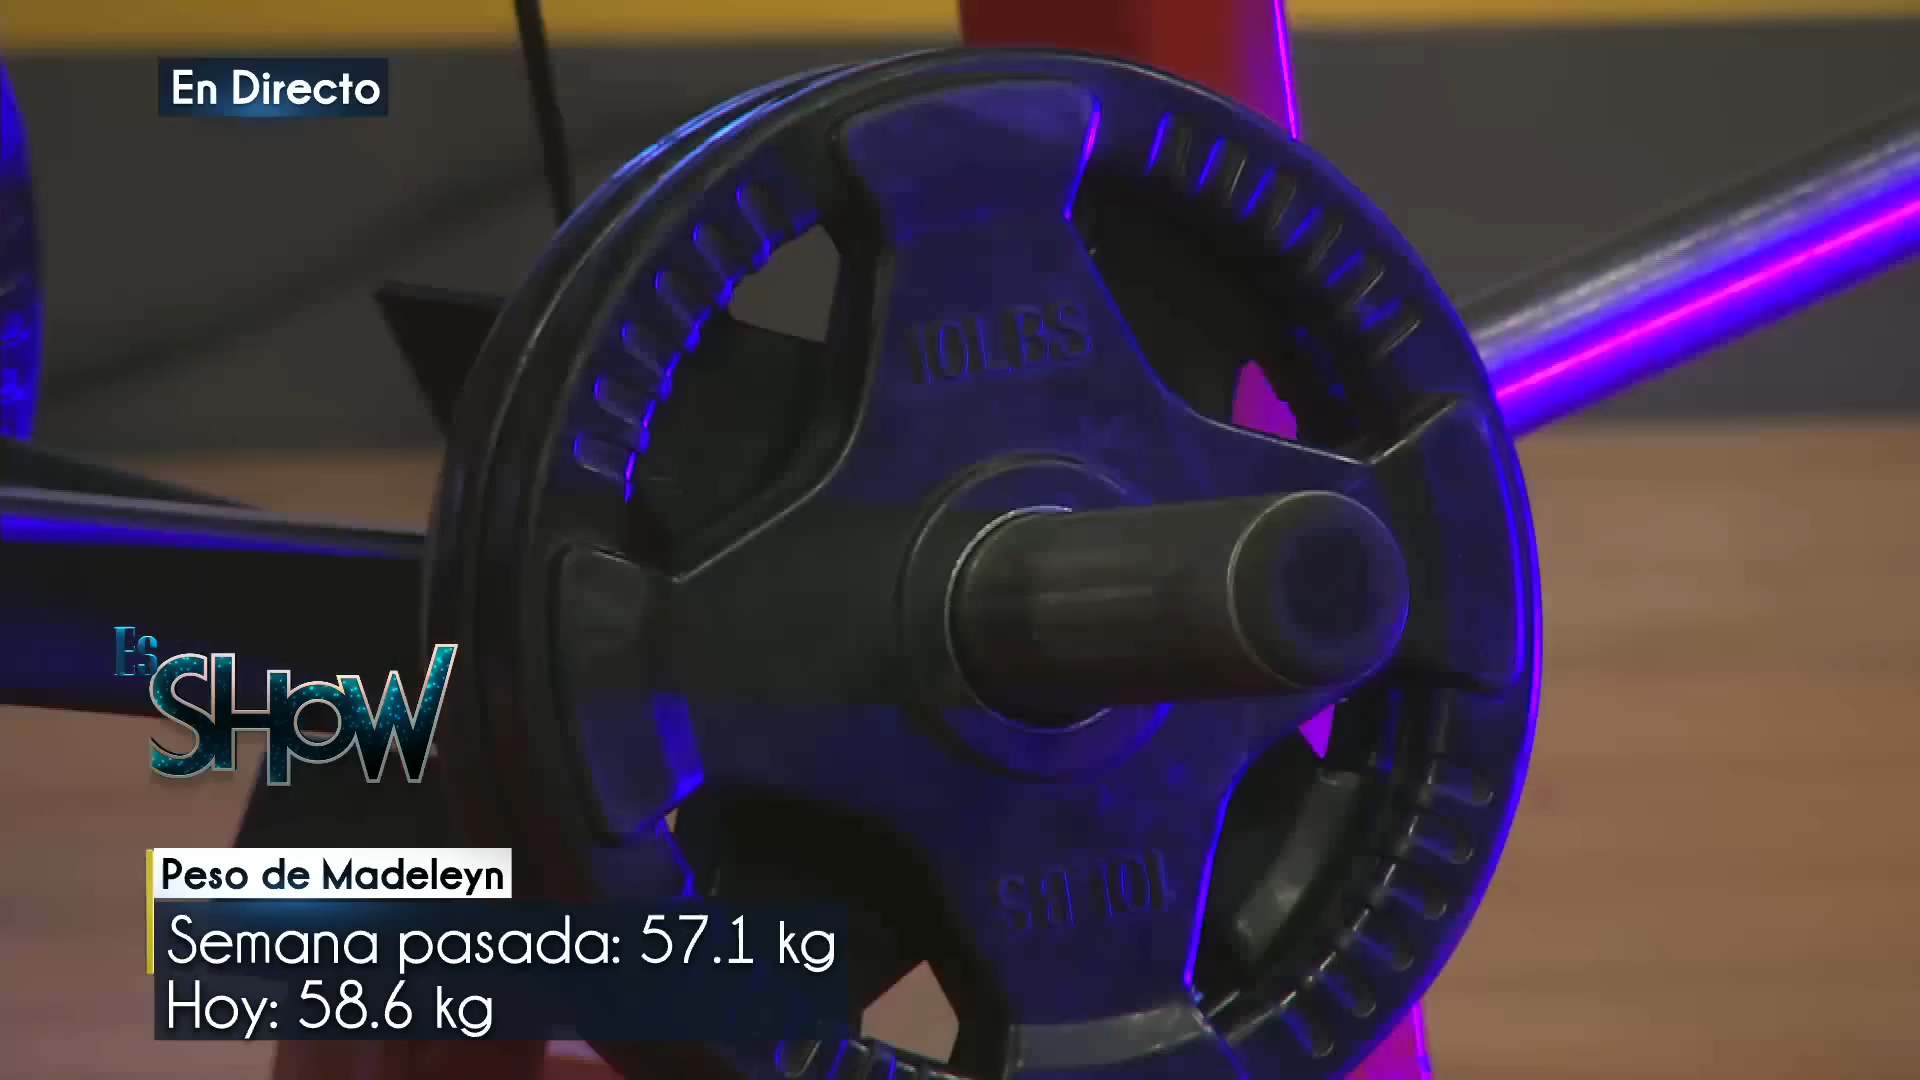 En Directo
10LBS
Es
SHOW
10LBS
Peso de Madeleyn
Semana pasada: 57.1 kg
Hoy: 58.6 kg